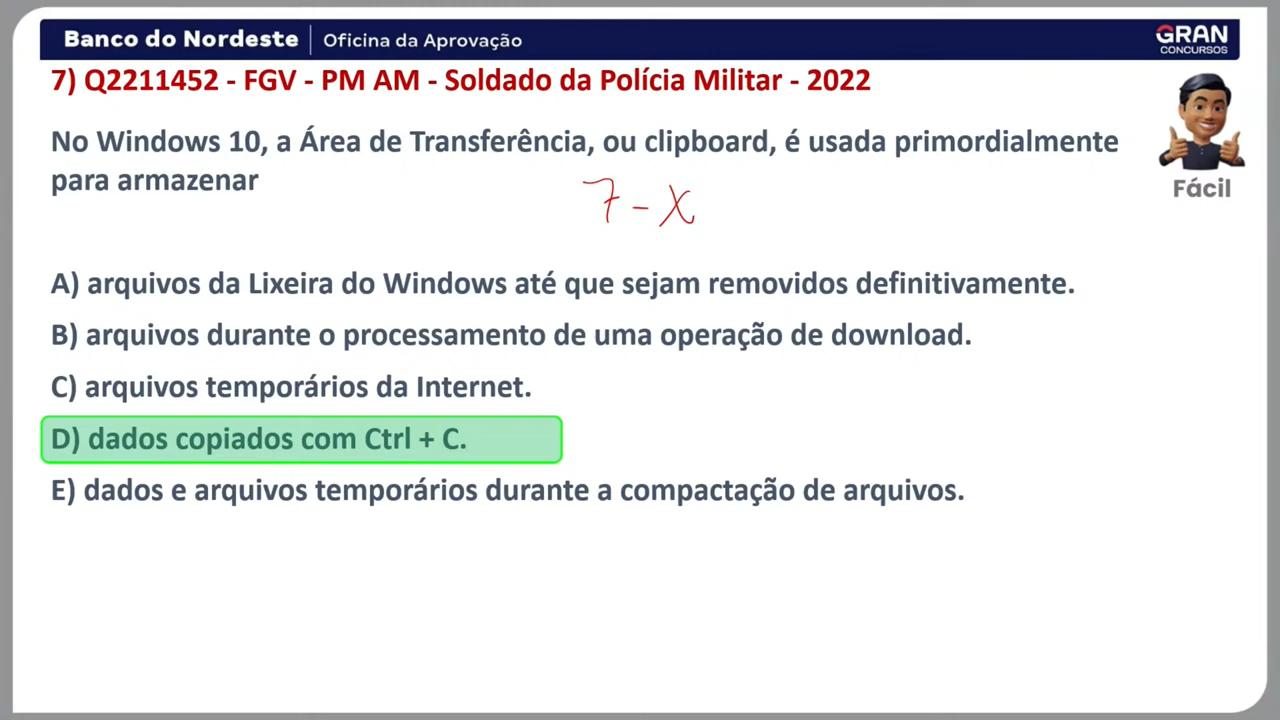 Banco do Nordeste | Oficina da Aprovação
GRAN
CONCURSOS
7) Q2211452 - FGV - PM AM - Soldado da Polícia Militar - 2022
No Windows 10, a Área de Transferência, ou clipboard, é usada primordialmente
para armazenar
Fácil
7 - X
A) arquivos da Lixeira do Windows até que sejam removidos definitivamente.
B) arquivos durante o processamento de uma operação de download.
C) arquivos temporários da Internet.
D) dados copiados com Ctrl + C.
E) dados e arquivos temporários durante a compactação de arquivos.